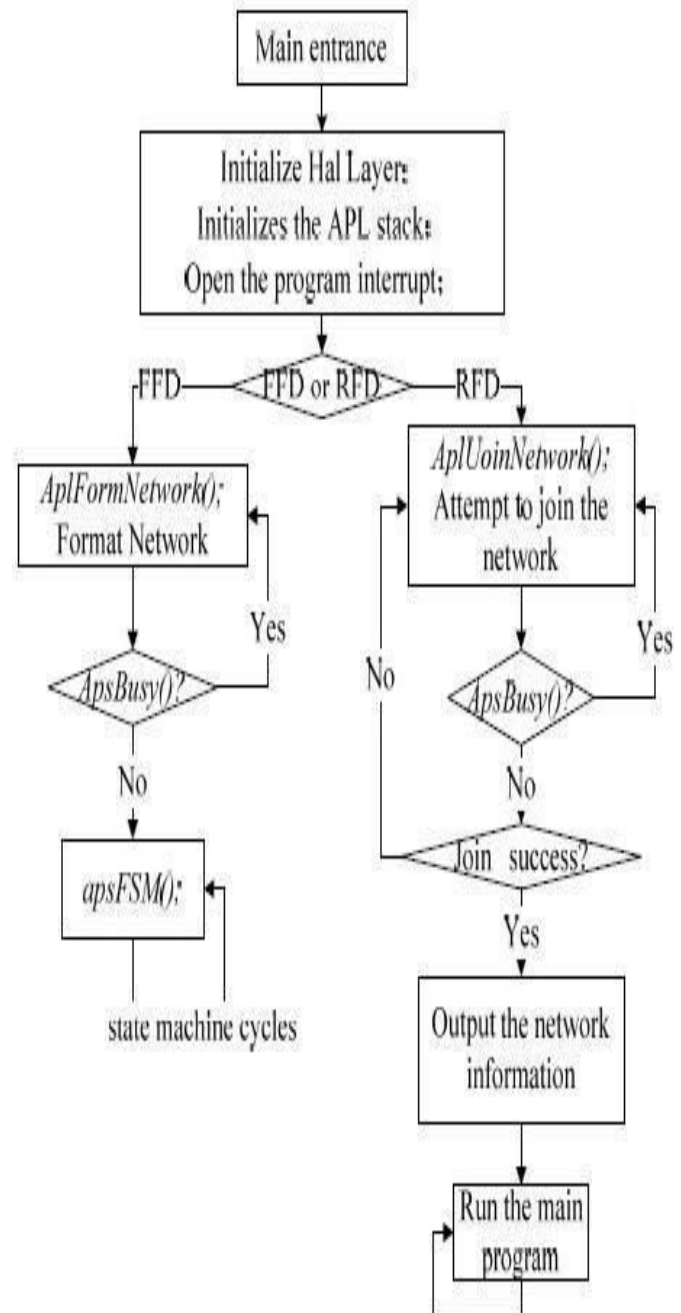 Main entrance
Initialize Hal Layer;
Initializes the APL stack;
Open the program interrupt;
FFD
FFD or RFD
RFD
AplFormNetwork();
Format Network
Yes
ApsBusy()?
No
apsFSM();
state machine cycles
AplUoinNetwork();
Attempt to join the
network
Yes
No
ApsBusy()?
No
Join success?
Yes
Output the network
information
Run the main
program